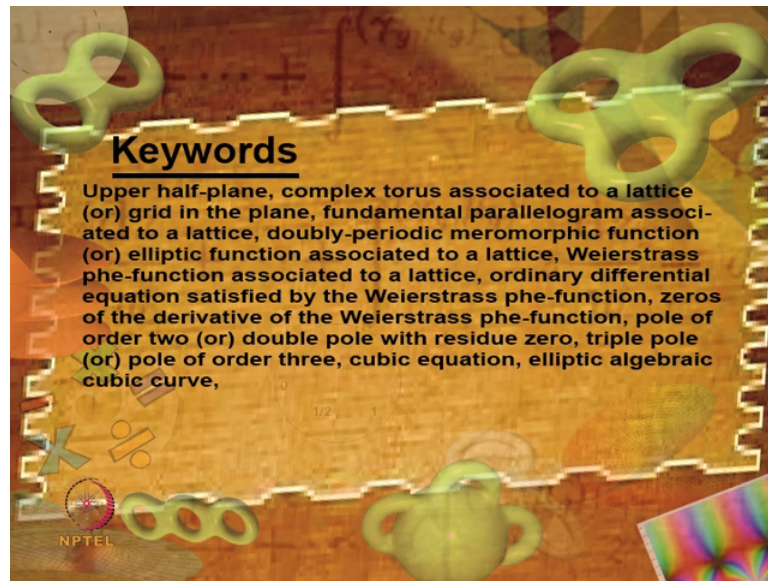 Keywords
Upper half-plane, complex torus associated to a lattice
(or) grid in the plane, fundamental parallelogram associ-
ated to a lattice, doubly-periodic meromorphic function
(or) elliptic function associated to a lattice, Weierstrass
phe-function associated to a lattice, ordinary differential
equation satisfied by the Weierstrass phe-function, zeros
of the derivative of the Weierstrass phe-function, pole of
order two (or) double pole with residue zero, triple pole
(or) pole of order three, cubic equation, elliptic algebraic
cubic curve,
0
1/2 1
NPTEL